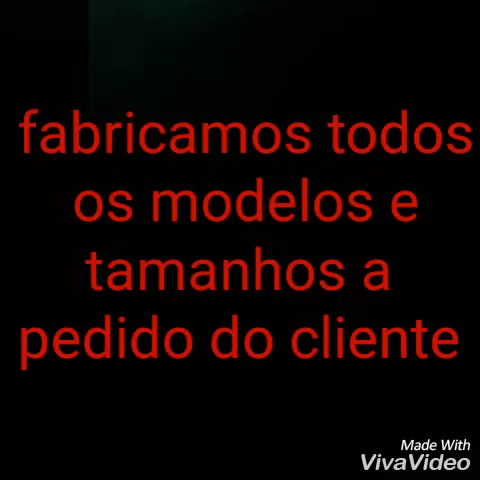 fabricamos todos
os modelos e
tamanhos a
pedido do cliente
Made With
VivaVideo